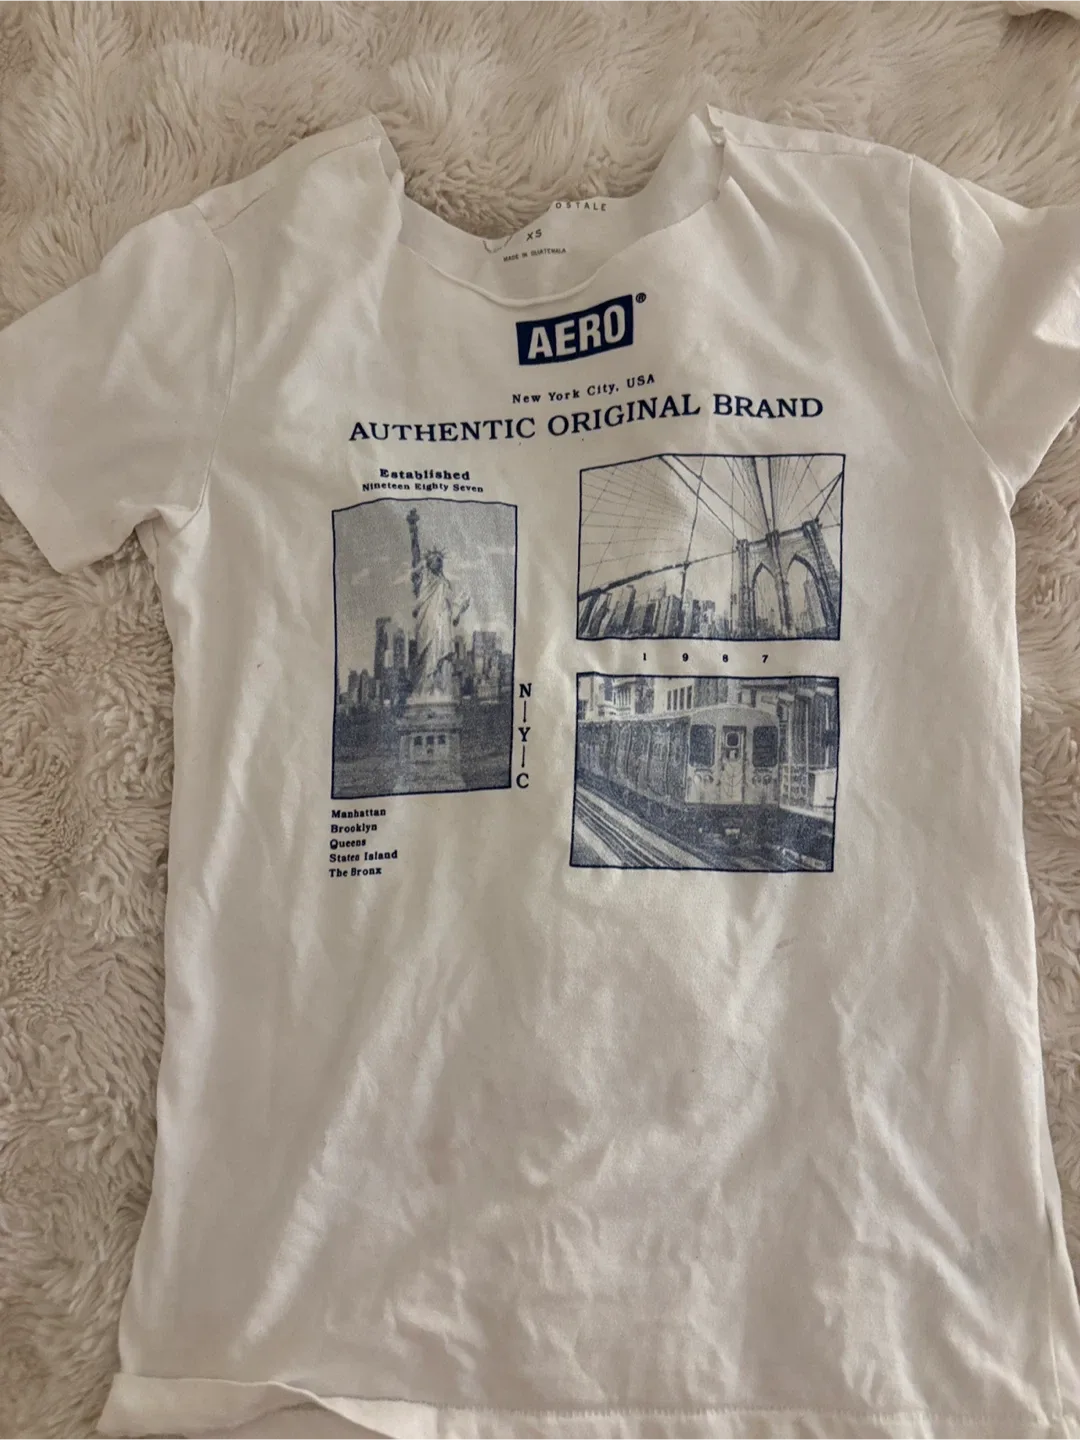 OSTALE
XS
MADE IN GUATEMALA
AERO®
New York City, USA
AUTHENTIC ORIGINAL BRAND
Established
Nineteen Eighty Seven
1 9 8 7
N|Y|C
Manhattan
Brooklyn
Queens
Staten Island
The Bronx